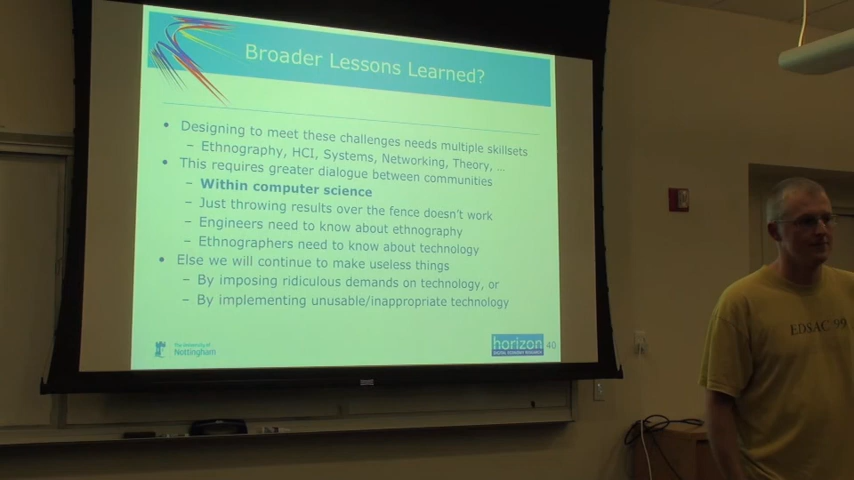 Broader Lessons Learned?
• Designing to meet these challenges needs multiple skillsets
– Ethnography, HCI, Systems, Networking, Theory, ...
• This requires greater dialogue between communities
– Within computer science
– Just throwing results over the fence doesn't work
– Engineers need to know about ethnography
– Ethnographers need to know about technology
• Else we will continue to make useless things
– By imposing ridiculous demands on technology, or
– By implementing unusable/inappropriate technology
The University of
Nottingham
horizon
DIGITAL ECONOMY RESEARCH
40
EDSAC 99